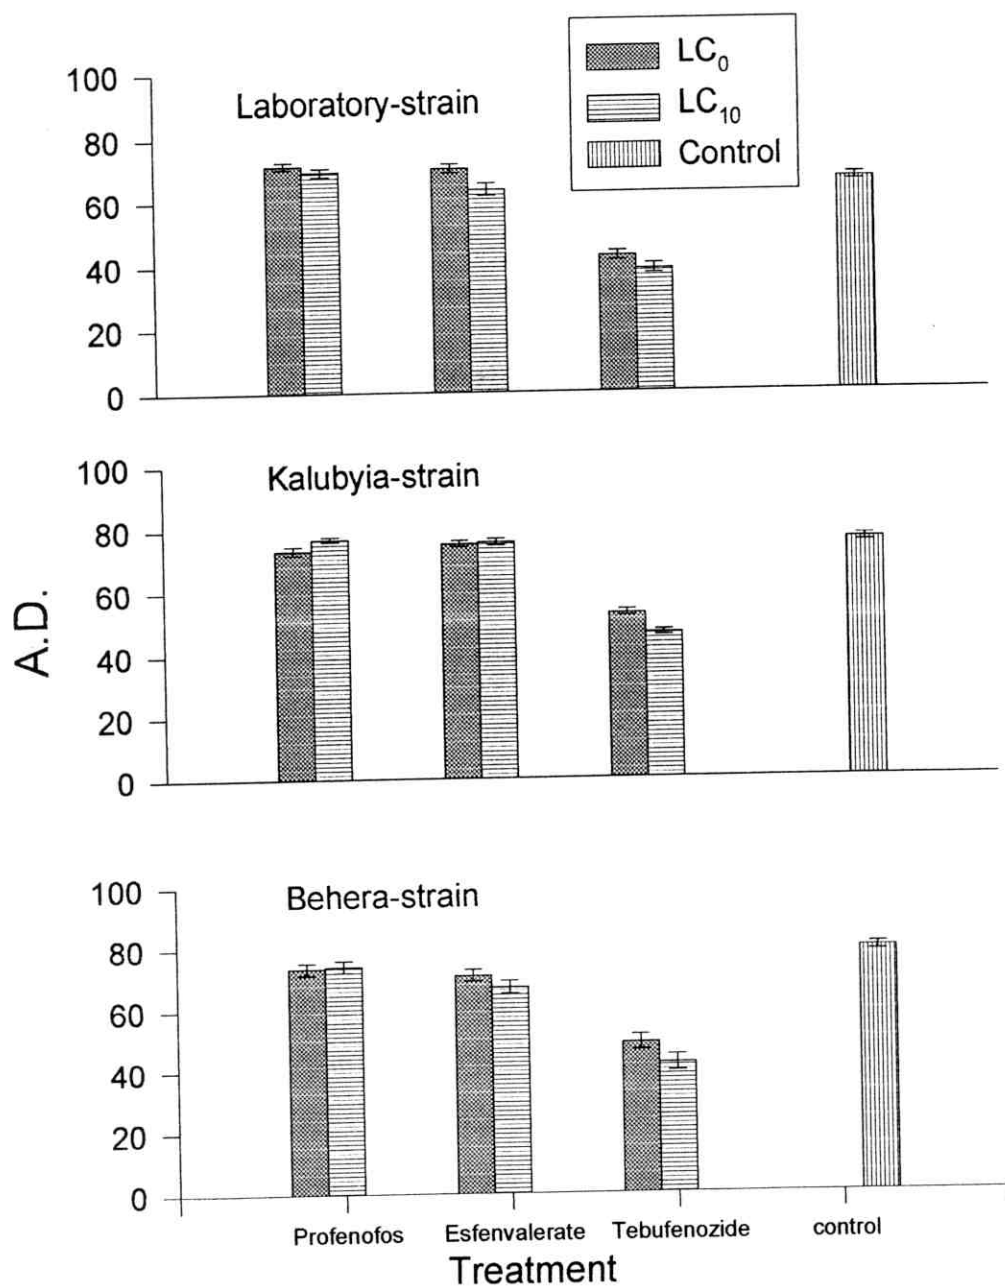 LC₀
LC₁₀
Control
100
80
60
40
20
0
Laboratory-strain
100
80
60
40
20
0
Kalubyia-strain
A.D.
100
80
60
40
20
0
Behera-strain
Profenofos Esfenvalerate Tebufenozide control
Treatment